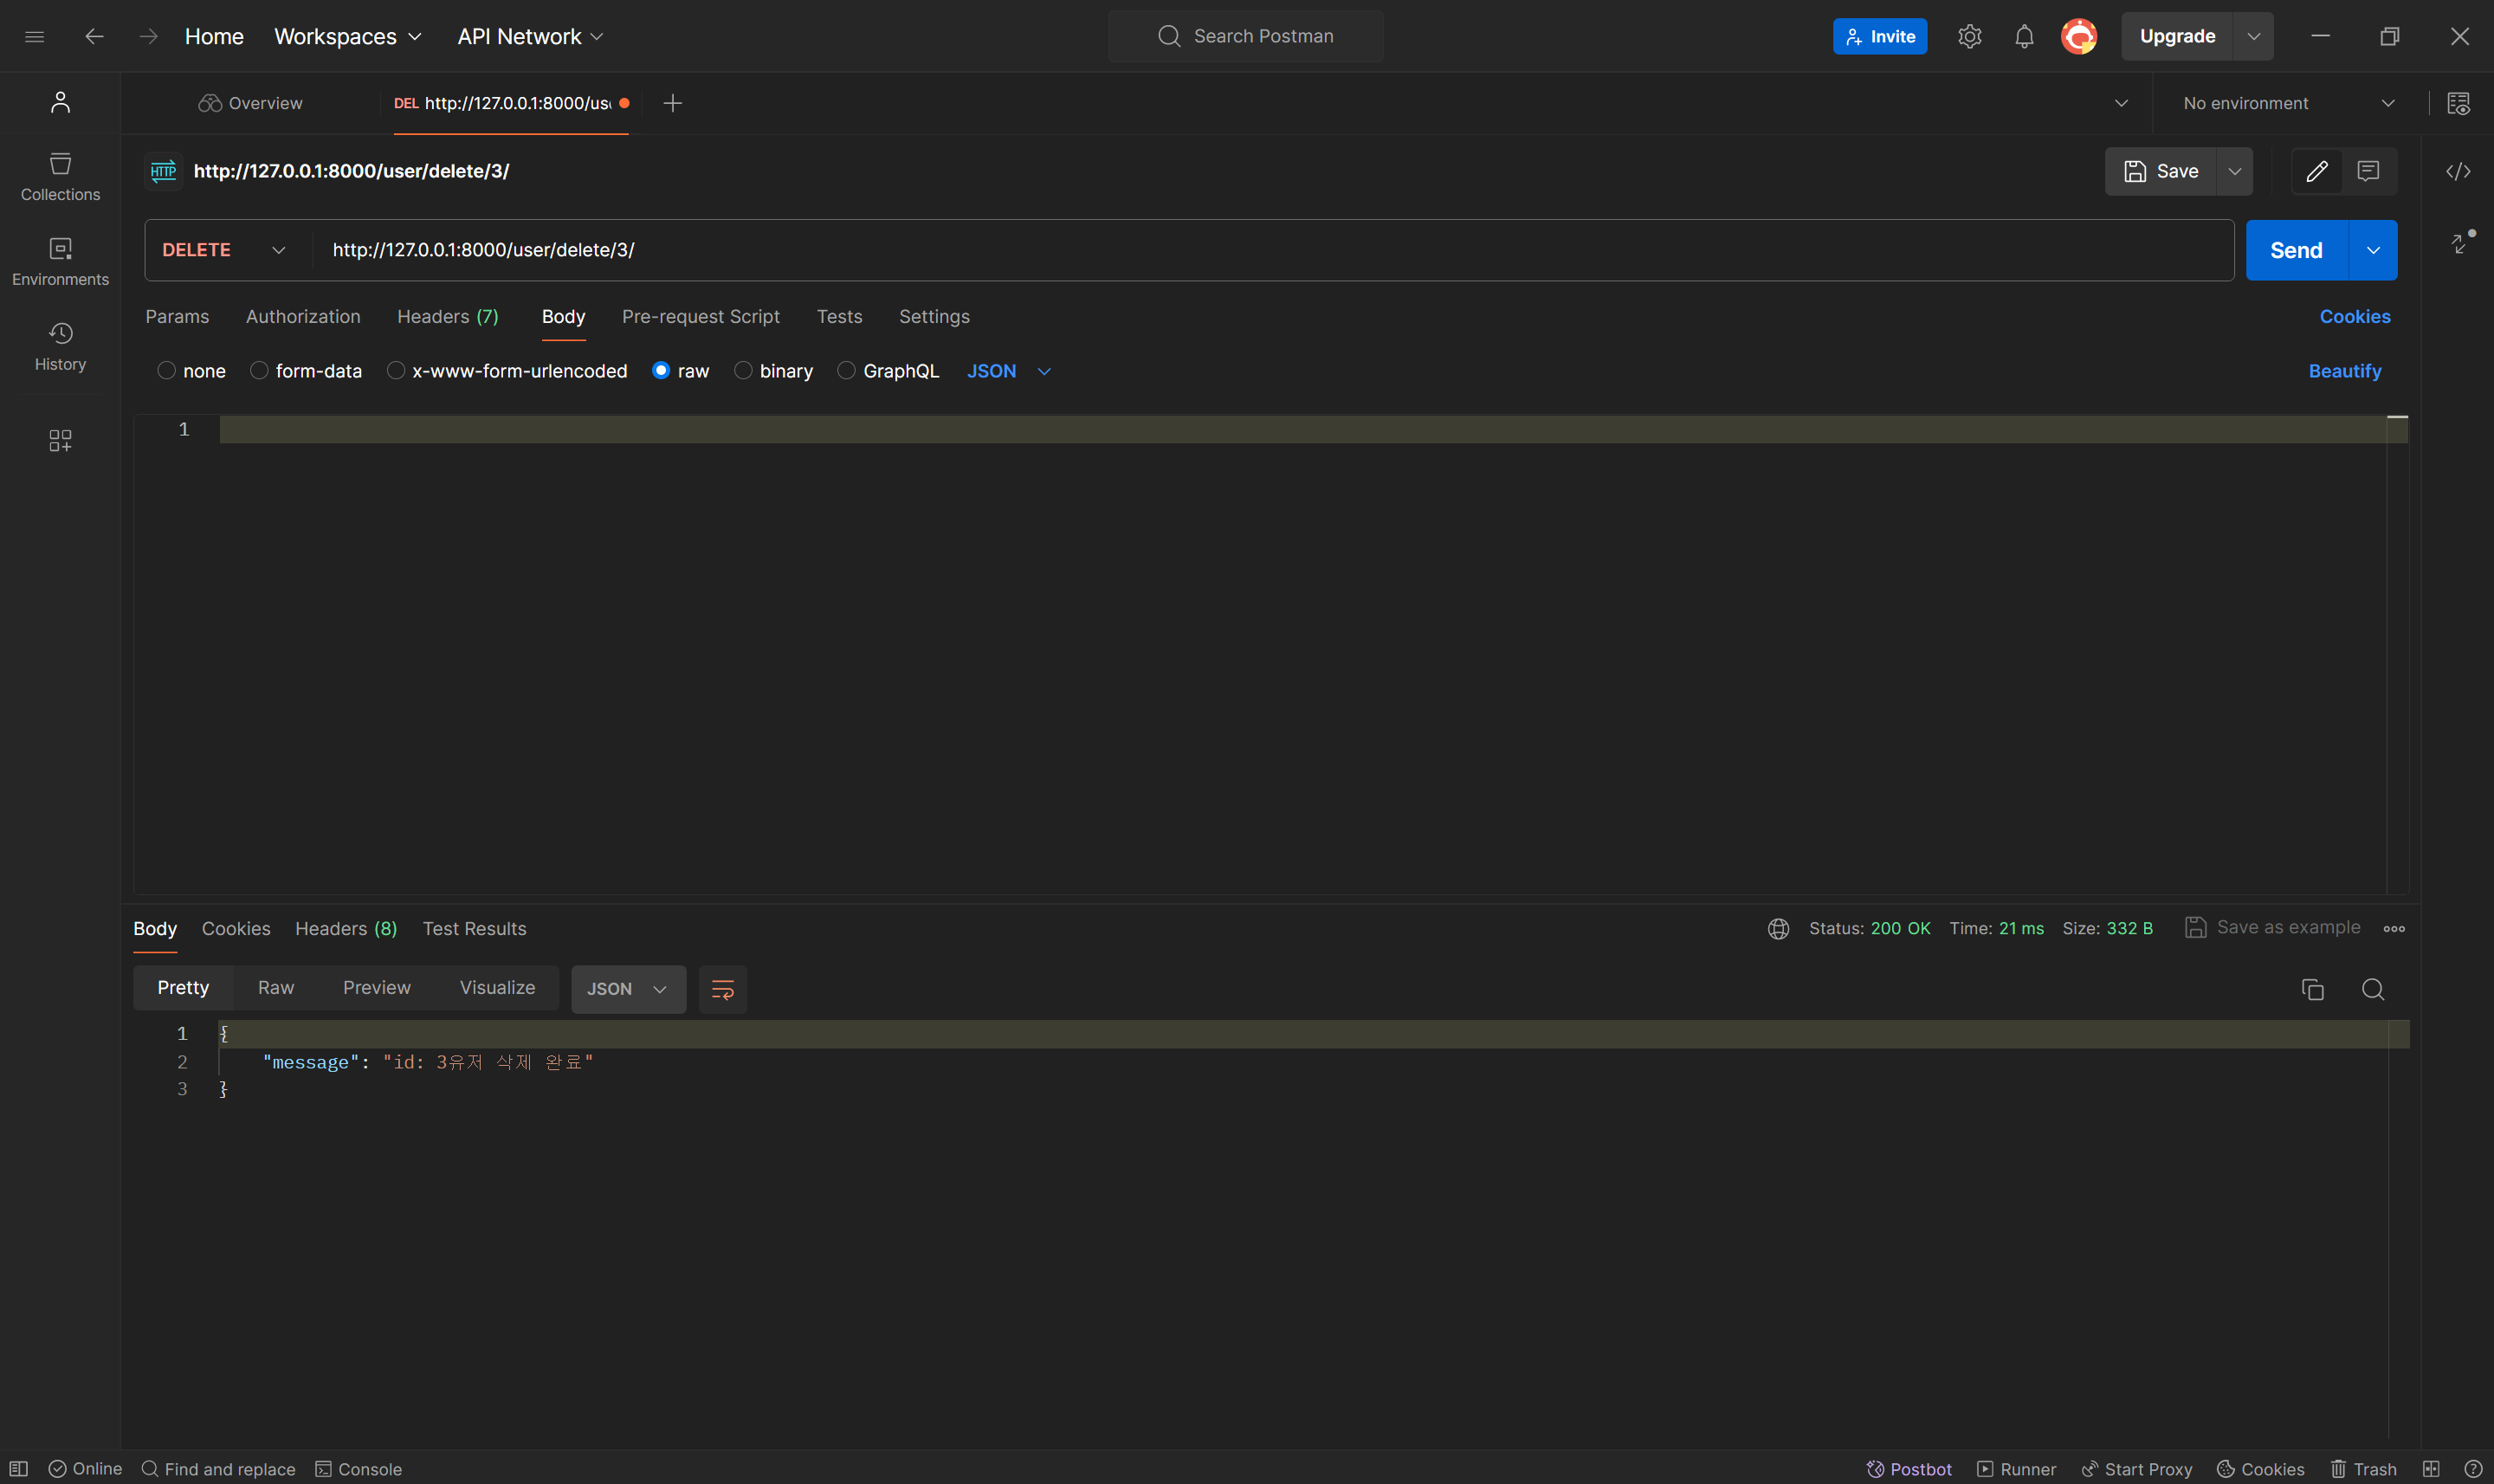 Home Workspaces API Network Search Postman Invite Upgrade
Overview DEL http://127.0.0.1:8000/us No environment
HTTP http://127.0.0.1:8000/user/delete/3/ Save
Collections
DELETE http://127.0.0.1:8000/user/delete/3/ Send
Environments
Params Authorization Headers (7) Body Pre-request Script Tests Settings Cookies
History
none form-data x-www-form-urlencoded raw binary GraphQL JSON Beautify
1
Body Cookies Headers (8) Test Results Status: 200 OK Time: 21 ms Size: 332 B Save as example
Pretty Raw Preview Visualize JSON
1 {
2 "message": "id: 3유저 삭제 완료"
3 }
Online Find and replace Console Postbot Runner Start Proxy Cookies Trash